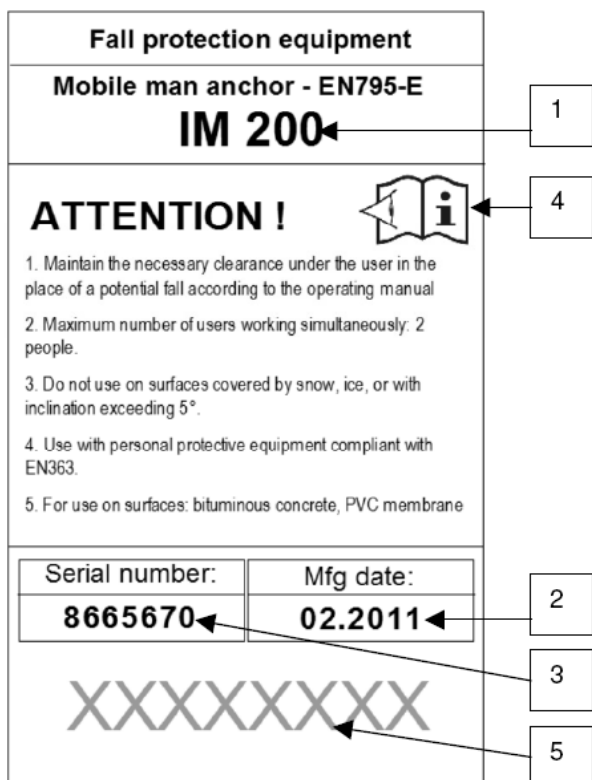 Fall protection equipment
Mobile man anchor - EN795-E
IM 200
1
4
ATTENTION !
i
1. Maintain the necessary clearance under the user in the
place of a potential fall according to the operating manual
2. Maximum number of users working simultaneously: 2
people.
3. Do not use on surfaces covered by snow, ice, or with
inclination exceeding 5°.
4. Use with personal protective equipment compliant with
EN363.
5. For use on surfaces: bituminous concrete, PVC membrane
Serial number:
Mfg date:
8665670
02.2011
2
3
XXXXXXXX
5